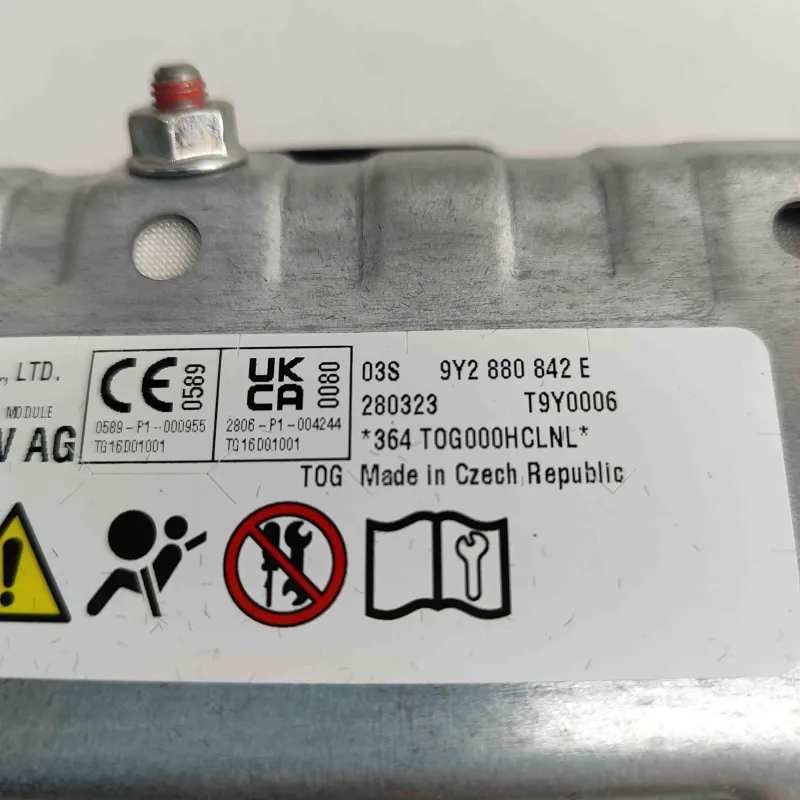 ., LTD.
MODULE
W AG
CE 0589
0589-P1-000955
TG16D01001
UK
CA 0080
2806-P1-004244
TG16D01001
03S 9Y2 880 842 E
280323 T9Y0006
*364 T0G000HCLNL*
TOG Made in Czech Republic